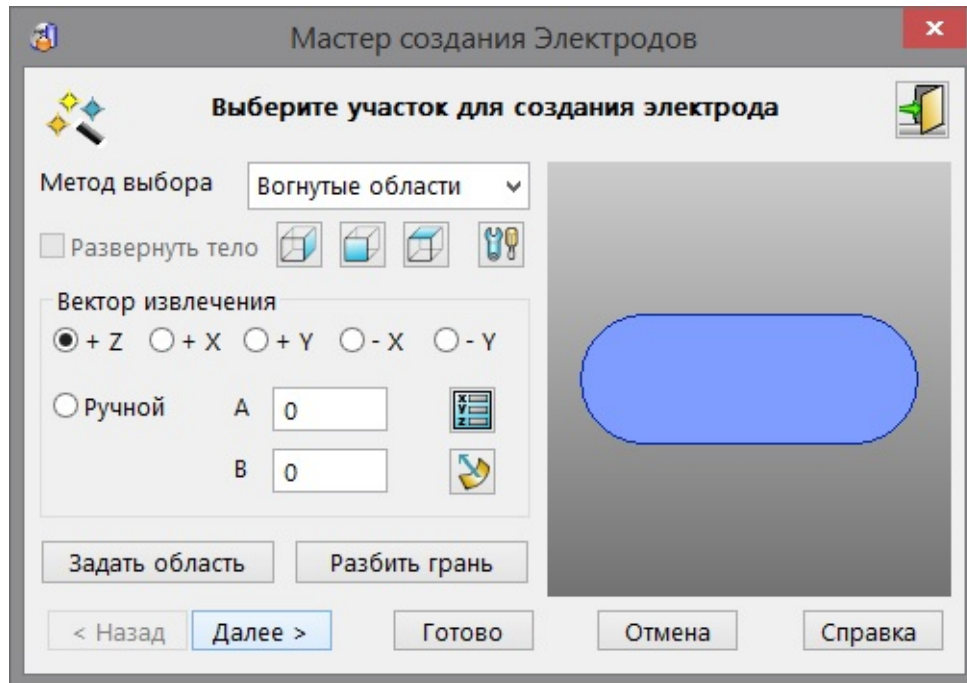 Мастер создания Электродов
Выберите участок для создания электрода
Метод выбора Вогнутые области
Развернуть тело
Вектор извлечения
+ Z + X + Y - X - Y
Ручной A 0
B 0
Задать область Разбить грань
< Назад Далее > Готово Отмена Справка